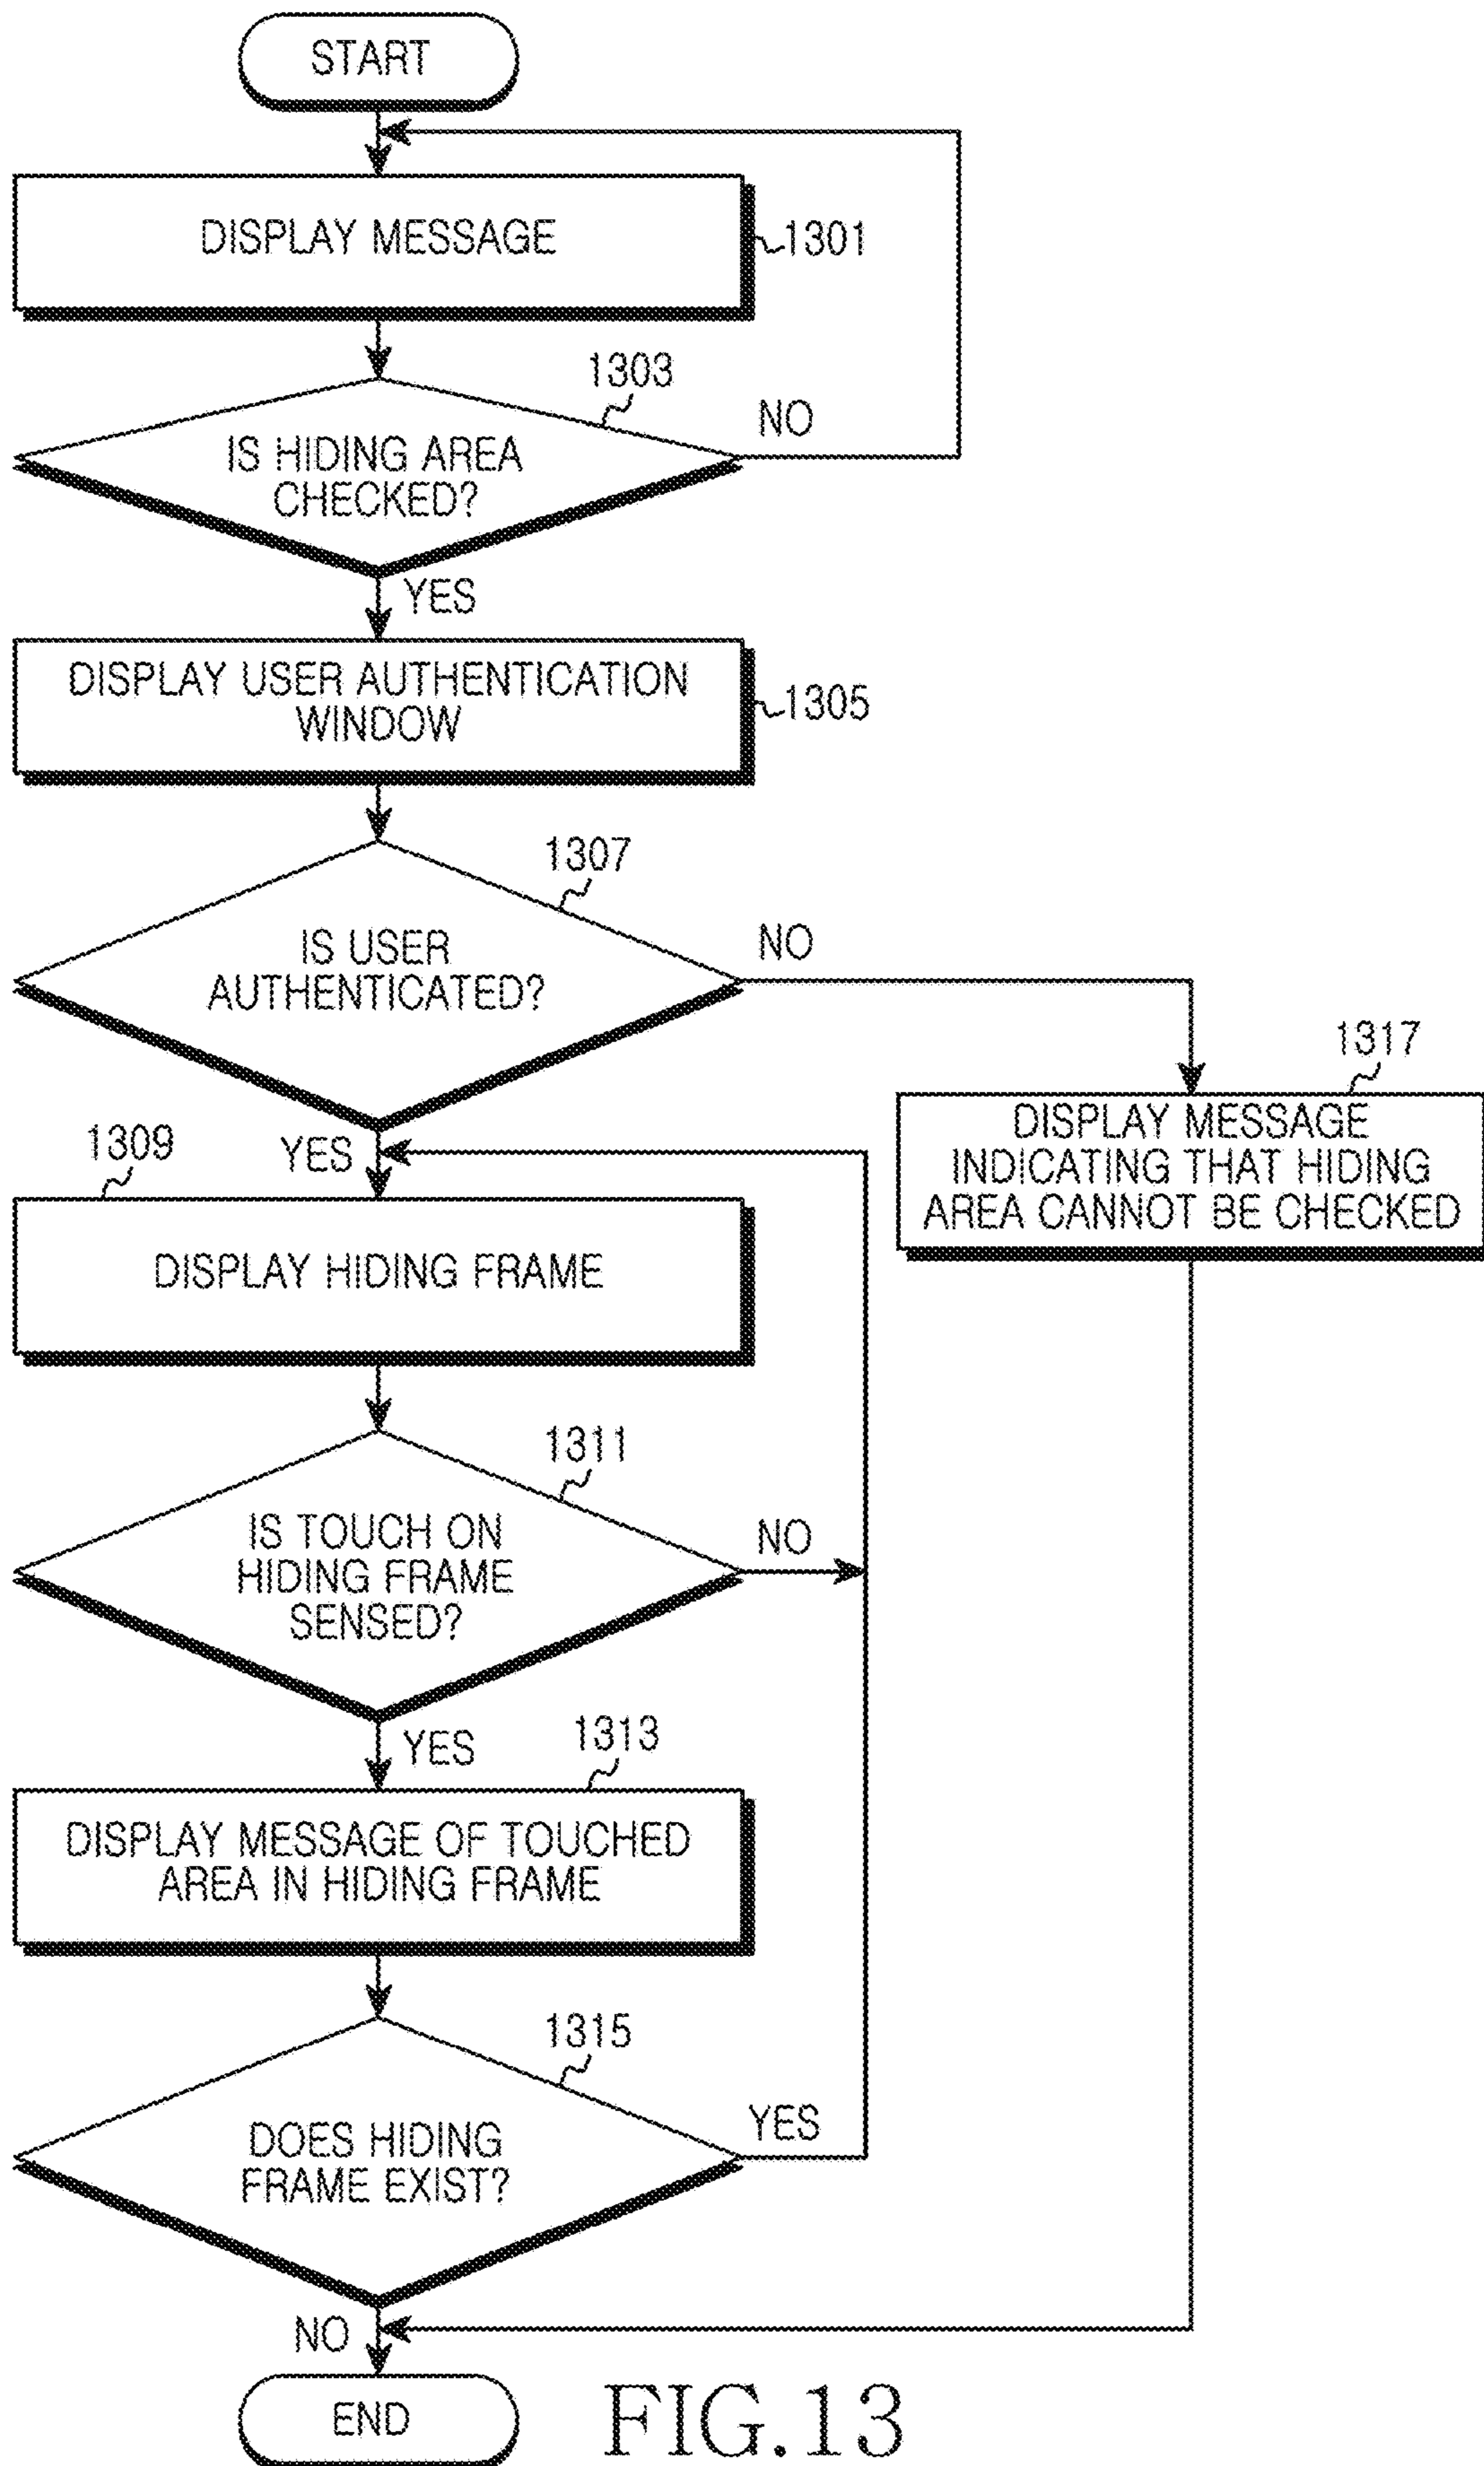 START
DISPLAY MESSAGE
1301
1303
IS HIDING AREA
CHECKED?
NO
YES
DISPLAY USER AUTHENTICATION
WINDOW
1305
1307
IS USER
AUTHENTICATED?
NO
1317
DISPLAY MESSAGE
INDICATING THAT HIDING
AREA CANNOT BE CHECKED
YES
1309
DISPLAY HIDING FRAME
1311
IS TOUCH ON
HIDING FRAME
SENSED?
NO
YES
1313
DISPLAY MESSAGE OF TOUCHED
AREA IN HIDING FRAME
1315
DOES HIDING
FRAME EXIST?
YES
NO
END
FIG.13